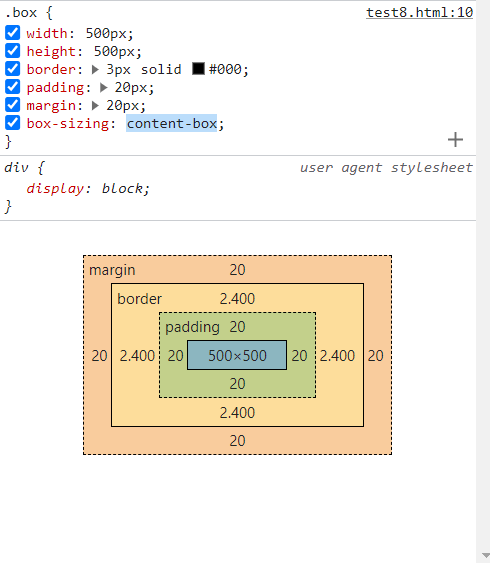 .box { test8.html:10
width: 500px;
height: 500px;
border: 3px solid #000;
padding: 20px;
margin: 20px;
box-sizing: content-box;
}
div { user agent stylesheet
display: block;
}
margin 20
border 2.400
padding 20
20 2.400 20 500×500 20 2.400 20
20
2.400
20